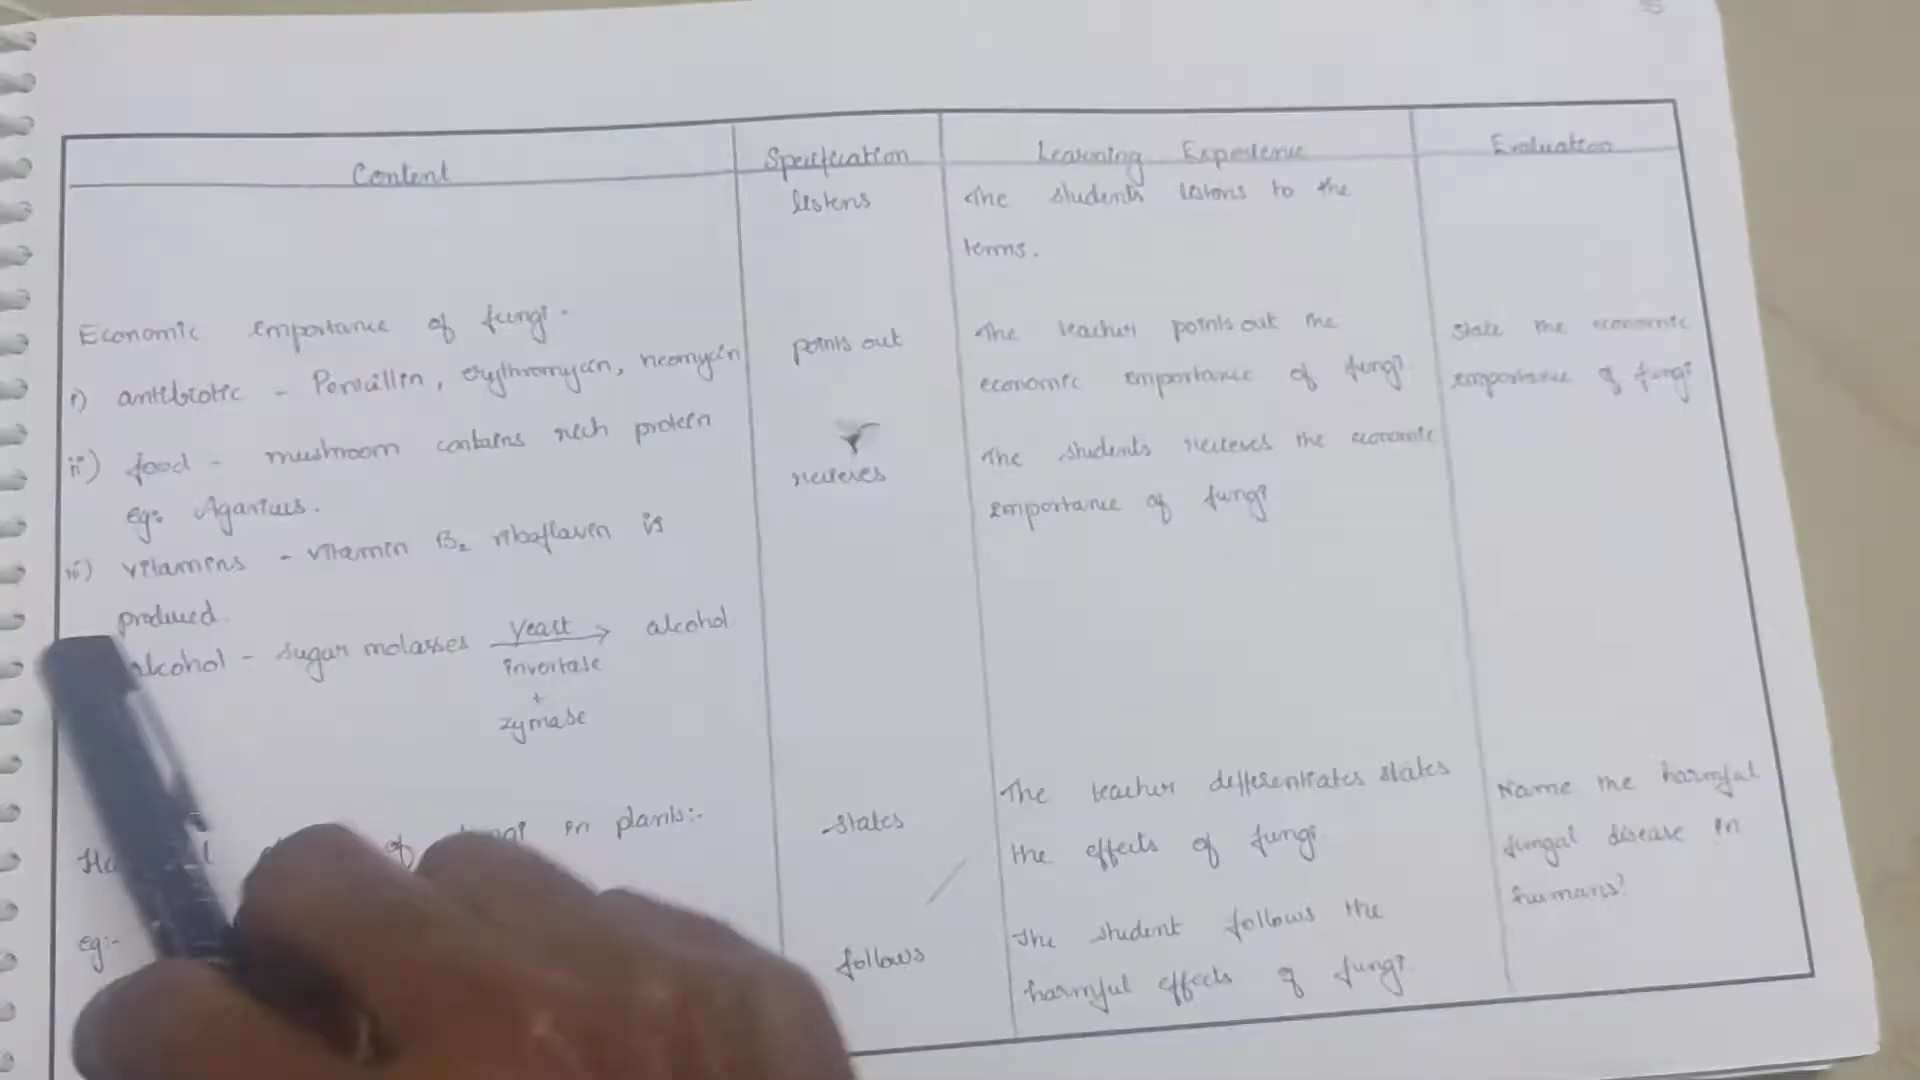 Content
Specification
Learning Experience
Evaluation
listens
The students listens to the
terms.
Economic importance of fungi.
i) antibiotic - Penicillin, erythromycin, neomycin
ii) food - mushroom contains rich protein
eg: Agaricus.
iii) vitamins - vitamin B2 riboflavin is
produced.
alcohol - sugar molasses yeast → alcohol
invertase
+
zymase
points out
The teacher points out the
economic importance of fungi
State the economic
importance of fungi
recieves
The students recieves the economic
importance of fungi
of in plants:-
eg:-
states
The teacher differentiates states
the effects of fungi
Name the harmful
fungal disease in
humans?
follows
The student follows the
harmful effects of fungi